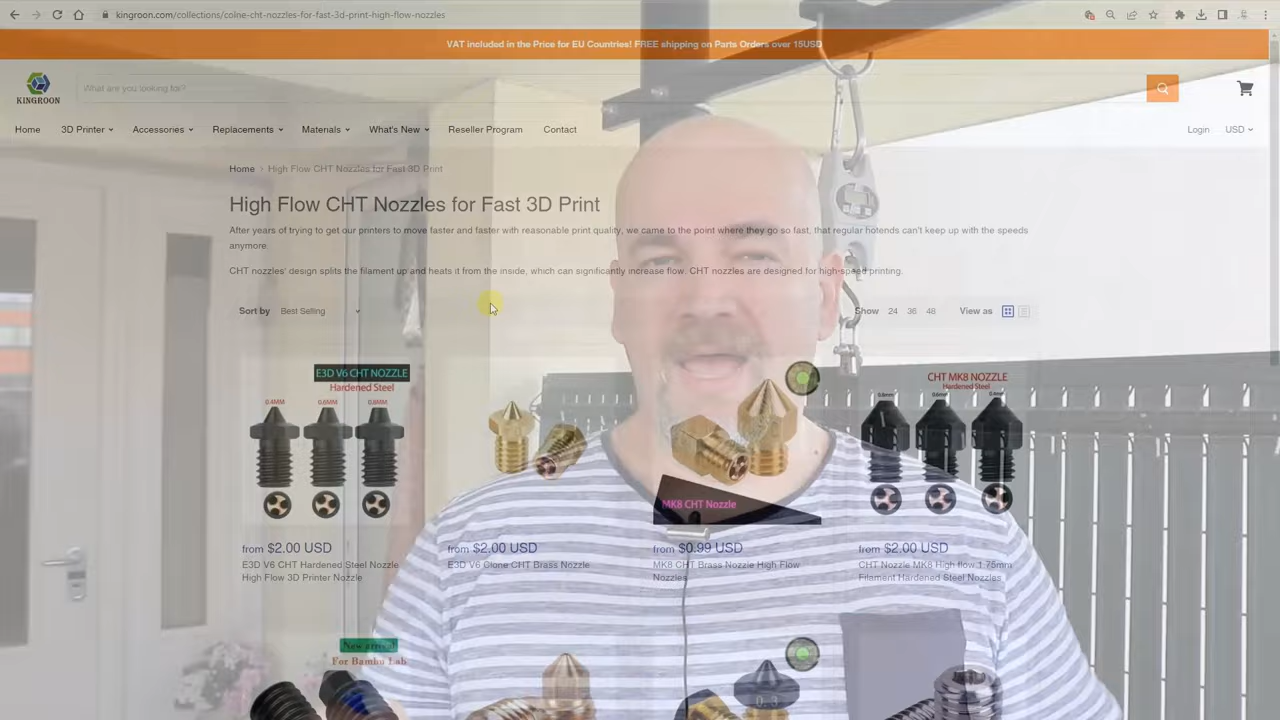 kingroon.com/collections/colne-cht-nozzles-for-fast-3d-print-high-flow-nozzles
VAT included in the Price for EU Countries! FREE shipping on Parts Orders over 15USD
KINGROON
What are you looking for?
Home 3D Printer Accessories Replacements Materials What's New Reseller Program Contact Login USD
Home > High Flow CHT Nozzles for Fast 3D Print
High Flow CHT Nozzles for Fast 3D Print
After years of trying to get our printers to move faster and faster with reasonable print quality, we came to the point where they go so fast, that regular hotends can't keep up with the speeds
anymore.
CHT nozzles' design splits the filament up and heats it from the inside, which can significantly increase flow. CHT nozzles are designed for high-speed printing.
Sort by Best Selling Show 24 36 48 View as
E3D V6 CHT NOZZLE
Hardened Steel
0.4MM 0.6MM 0.8MM
MK8 CHT Nozzle
CHT MK8 NOZZLE
Hardened Steel
from $2.00 USD
E3D V6 CHT Hardened Steel Nozzle
High Flow 3D Printer Nozzle
from $2.00 USD
E3D V6 Clone CHT Brass Nozzle
from $0.99 USD
MK8 CHT Brass Nozzle High Flow
Nozzles
from $2.00 USD
CHT Nozzle MK8 High flow 1.75mm
Filament Hardened Steel Nozzles
New arrival
For Bambu Lab
0.3